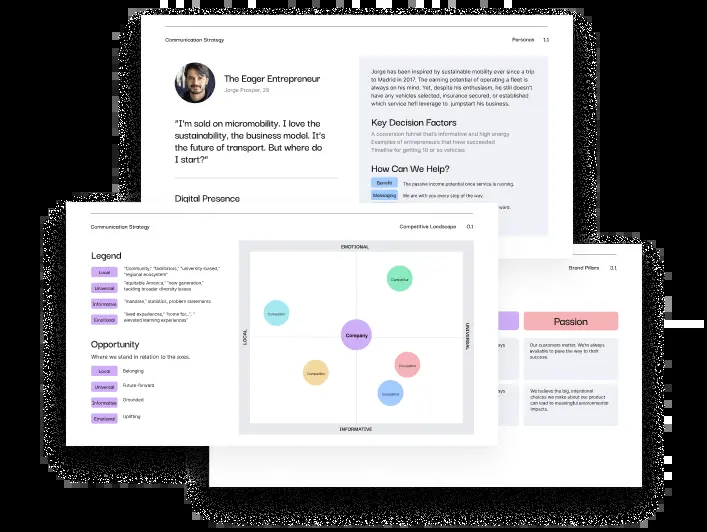 Communication Strategy
Personas 1.1
The Eager Entrepreneur
Jorge Prosper, 29
"I'm sold on micromobility. I love the
sustainability, the business model. It's
the future of transport. But where do
I start?"
Digital Presence
Jorge has been inspired by sustainable mobility ever since a trip
to Madrid in 2017. The earning potential of operating a fleet is
always on his mind. Yet, despite his enthusiasm, he still doesn't
have any vehicles selected, insurance secured, or established
which service he'll leverage to jumpstart his business.
Key Decision Factors
A conversion funnel that's informative and high energy
Examples of entrepreneurs that have succeeded
Timeline for getting 10 or so vehicles
How Can We Help?
Benefit The passive income potential once service is running.
Messaging We are with you every step of the way.
Communication Strategy
Competitive Landscape 0.1
Legend
Local "Community," "facilitators," "university-based,"
"regional ecosystem"
Universal "equitable America," "new generation,"
tackling broader diversity issues
Informative "mandate," statistics, problem statements
Emotional "lived experiences," "home for...",
elevated learning experiences"
Opportunity
Where we stand in relation to the axes.
Local Belonging
Universal Future-forward
Informative Grounded
Emotional Uplifting
EMOTIONAL
LOCAL
UNIVERSAL
INFORMATIVE
Competitor
Competitor
Company
Competitor
Competitor
Competitor
Brand Pillars 2.1
Passion
Our customers matter. We're always
available to pave the way to their
success.
We believe the big, intentional
choices we make about our product
can lead to meaningful environmental
impacts.